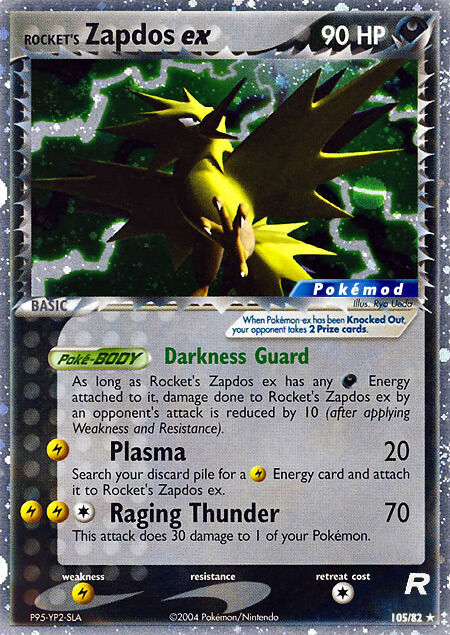 ROCKET'S Zapdos ex 90 HP
Pokémod
BASIC
Illus. Ryo Ueda
When Pokémon-ex has been Knocked Out,
your opponent takes 2 Prize cards.
Poké-BODY Darkness Guard
As long as Rocket's Zapdos ex has any Energy
attached to it, damage done to Rocket's Zapdos ex by
an opponent's attack is reduced by 10 (after applying
Weakness and Resistance).
Plasma 20
Search your discard pile for a Energy card and attach
it to Rocket's Zapdos ex.
Raging Thunder 70
This attack does 30 damage to 1 of your Pokémon.
weakness resistance retreat cost
R
P95-YP2-SLA ©2004 Pokémon/Nintendo 105/82 ★